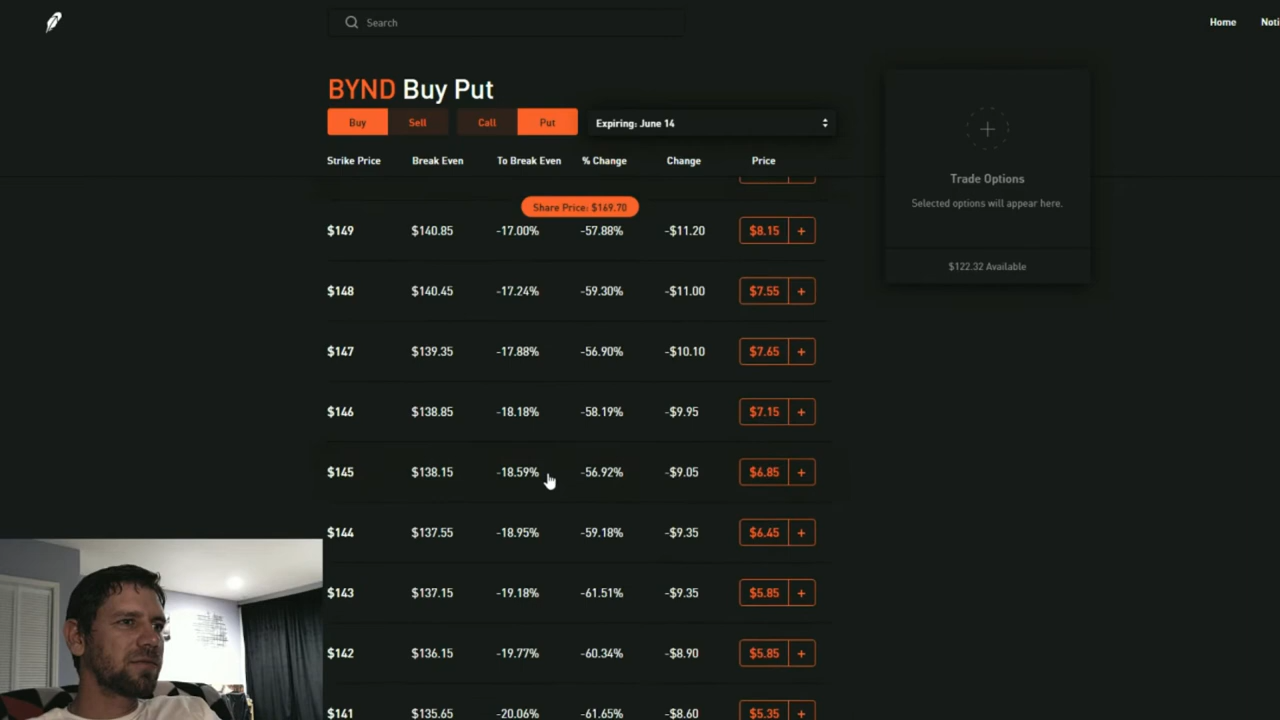 Search
Home
Noti
BYND Buy Put
Buy
Sell
Call
Put
Expiring: June 14
Strike Price Break Even To Break Even % Change Change Price
Share Price: $169.70
$149 $140.85 -17.00% -57.88% -$11.20 $8.15 +
$148 $140.45 -17.24% -59.30% -$11.00 $7.55 +
$147 $139.35 -17.88% -56.90% -$10.10 $7.65 +
$146 $138.85 -18.18% -58.19% -$9.95 $7.15 +
$145 $138.15 -18.59% -56.92% -$9.05 $6.85 +
$144 $137.55 -18.95% -59.18% -$9.35 $6.45 +
$143 $137.15 -19.18% -61.51% -$9.35 $5.85 +
$142 $136.15 -19.77% -60.34% -$8.90 $5.85 +
$141 $135.65 -20.06% -61.65% -$8.60 $5.35 +
Trade Options
Selected options will appear here.
$122.32 Available